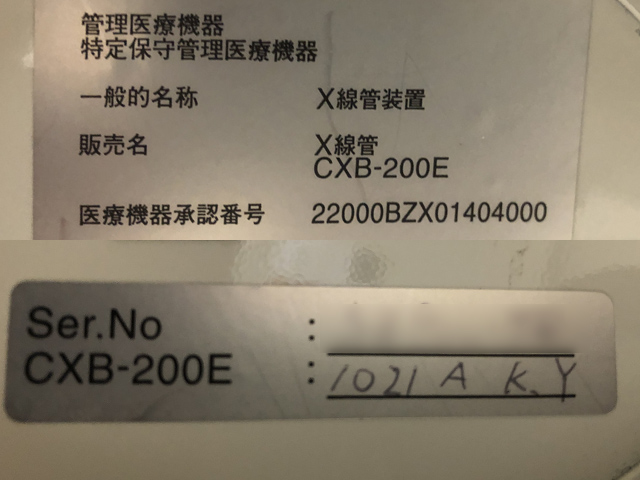 管理医療機器
特定保守管理医療機器
一般的名称 X線管装置
販売名 X線管
CXB-200E
医療機器承認番号 22000BZX01404000
Ser.No :
CXB-200E : 1021 A K.Y